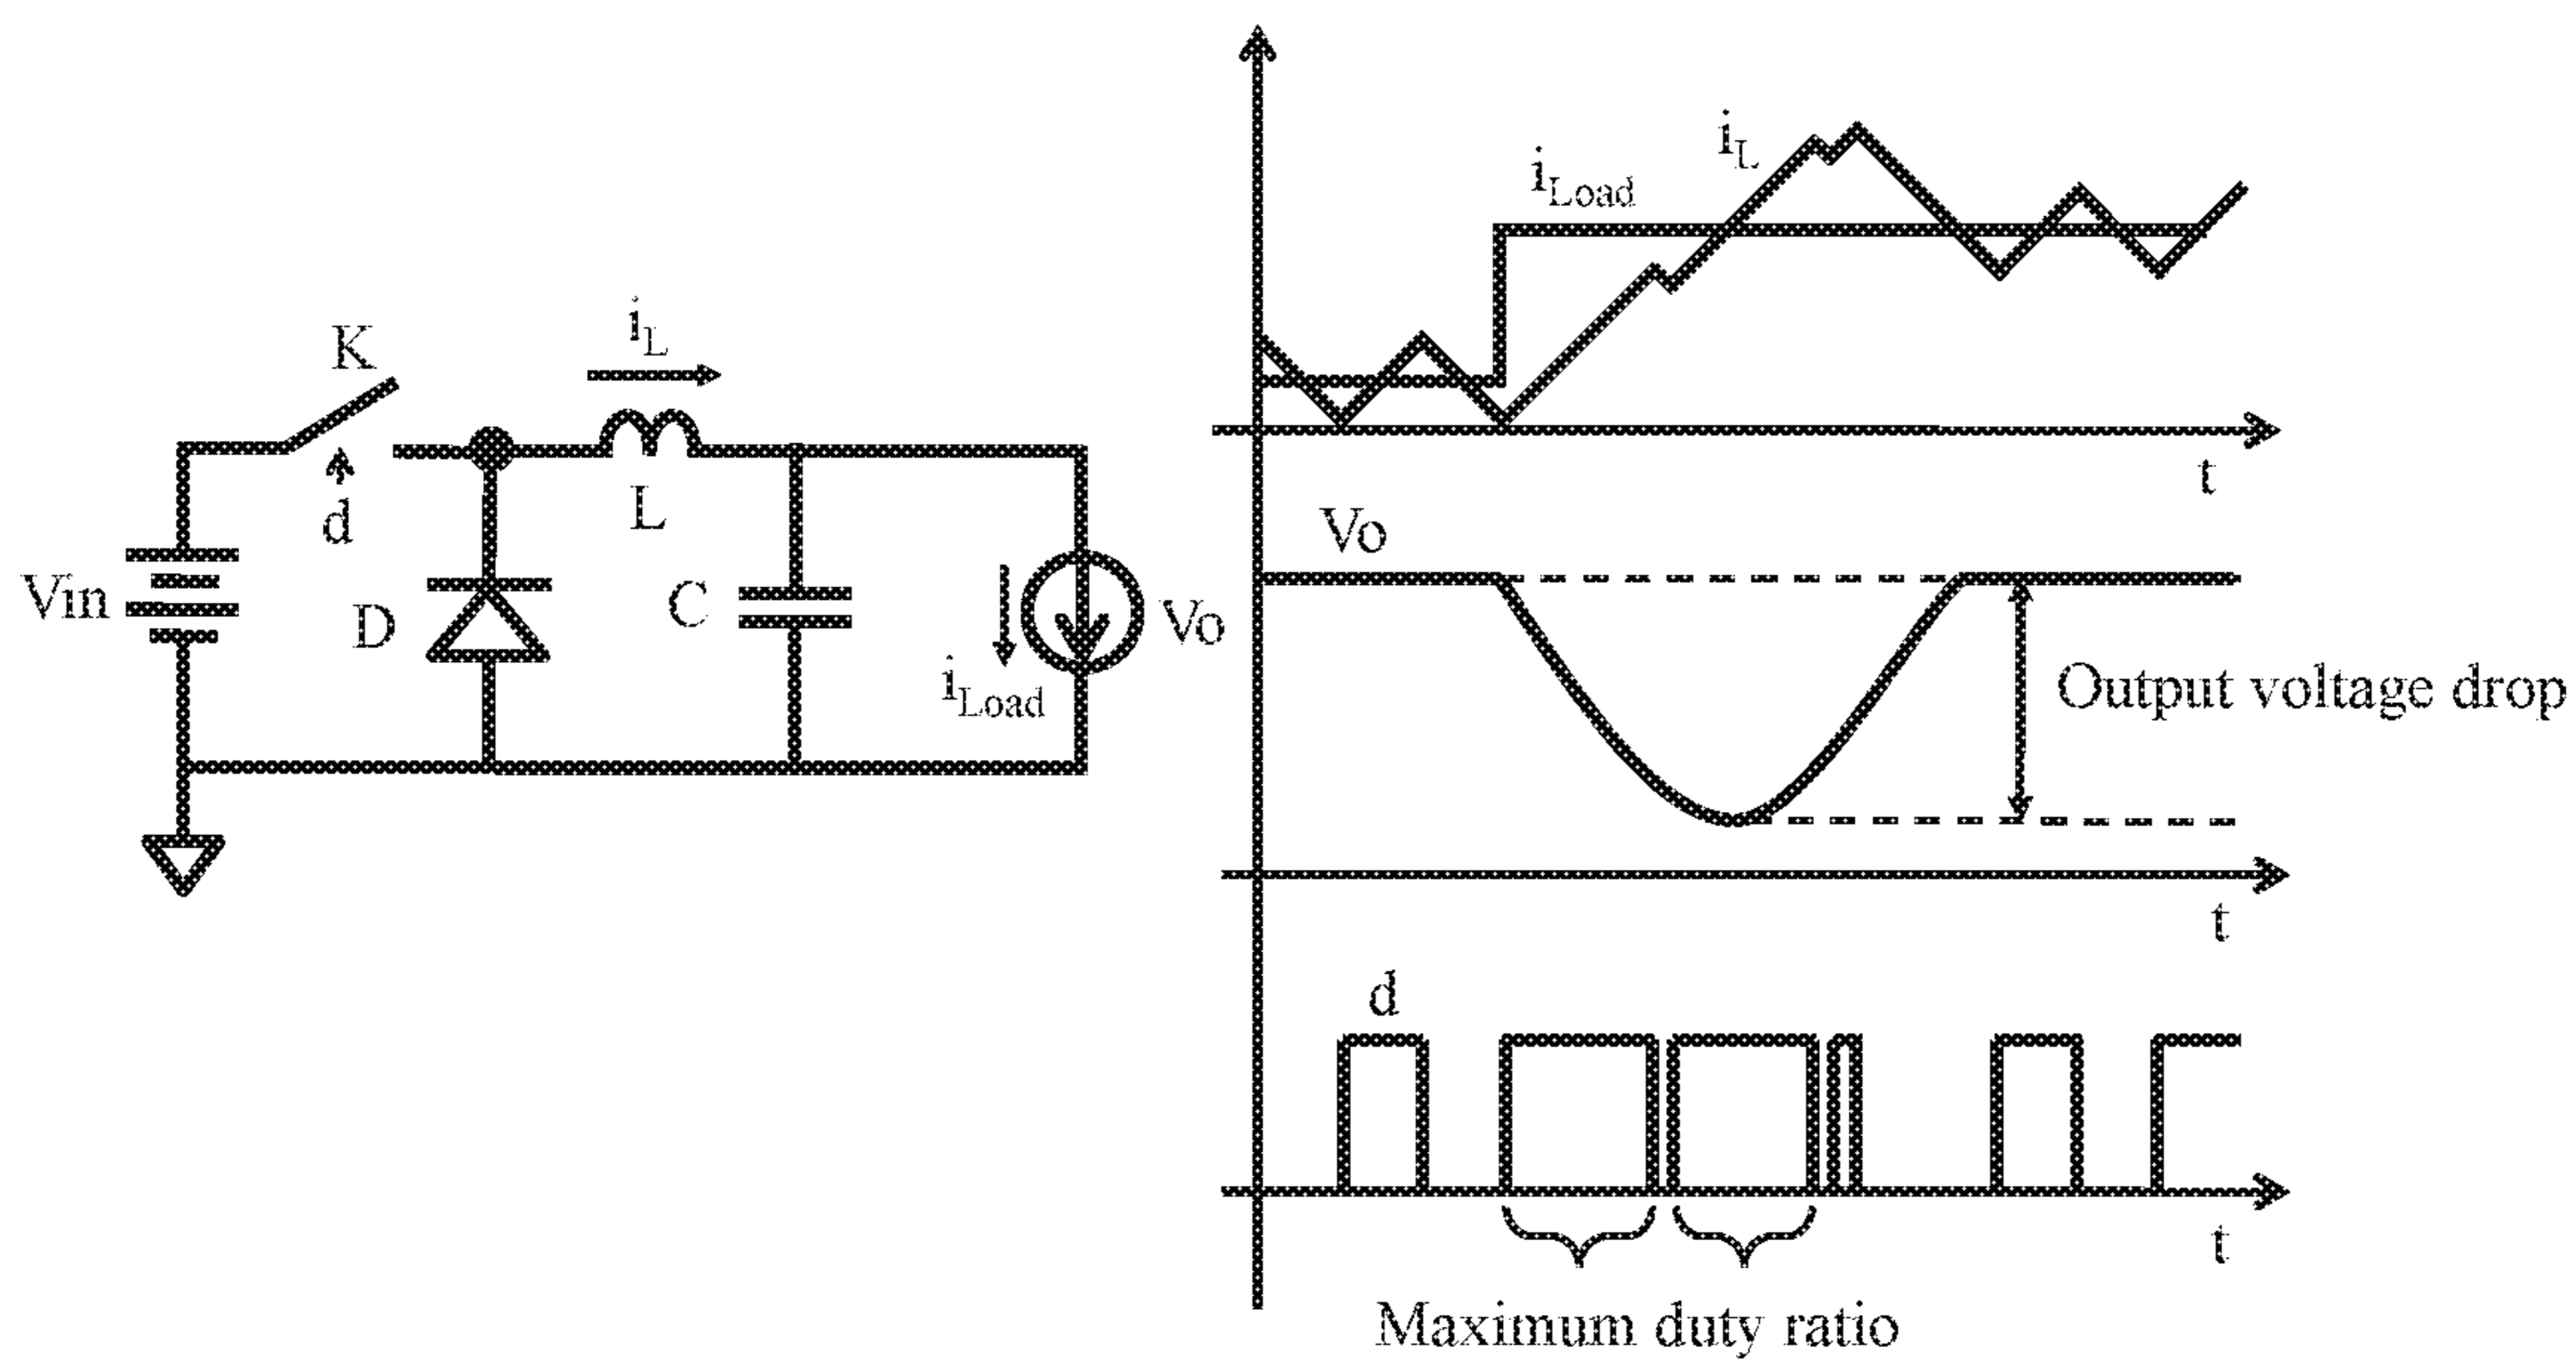 K
d
iL
L
Vin
D
C
iLoad
Vo
iLoad
iL
t
Vo
Output voltage drop
t
d
t
Maximum duty ratio